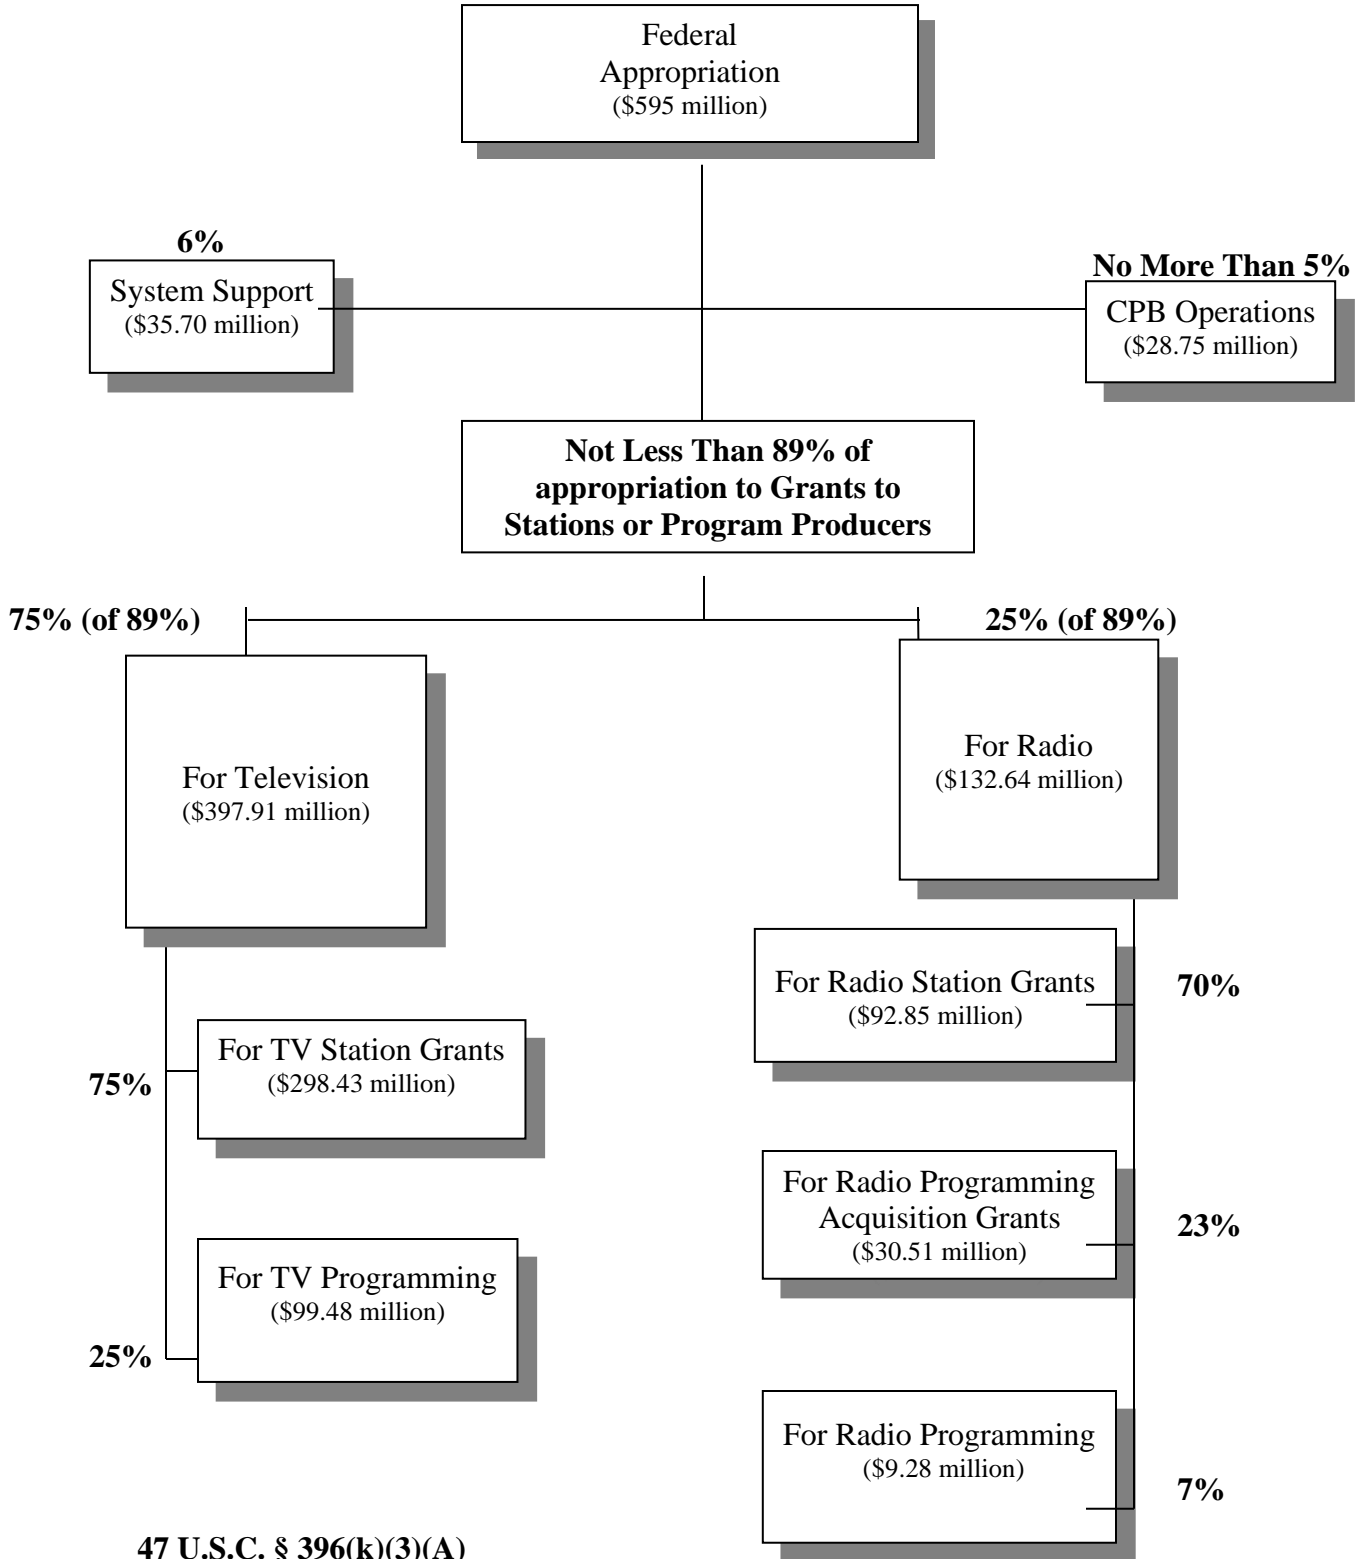 Federal
Appropriation
($595 million)
6%
System Support
($35.70 million)
No More Than 5%
CPB Operations
($28.75 million)
Not Less Than 89% of
appropriation to Grants to
Stations or Program Producers
75% (of 89%)
25% (of 89%)
For Television
($397.91 million)
For Radio
($132.64 million)
For TV Station Grants
($298.43 million)
75%
For TV Programming
($99.48 million)
25%
For Radio Station Grants
($92.85 million)
70%
For Radio Programming
Acquisition Grants
($30.51 million)
23%
For Radio Programming
($9.28 million)
7%
47 U.S.C. § 396(k)(3)(A)